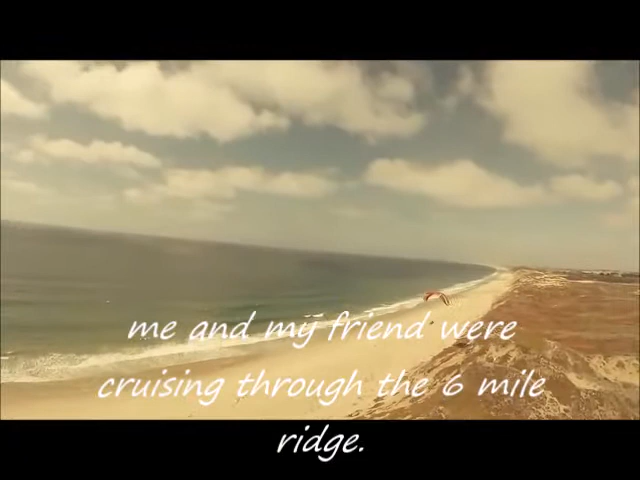 me and my friend were
cruising through the 6 mile
ridge.